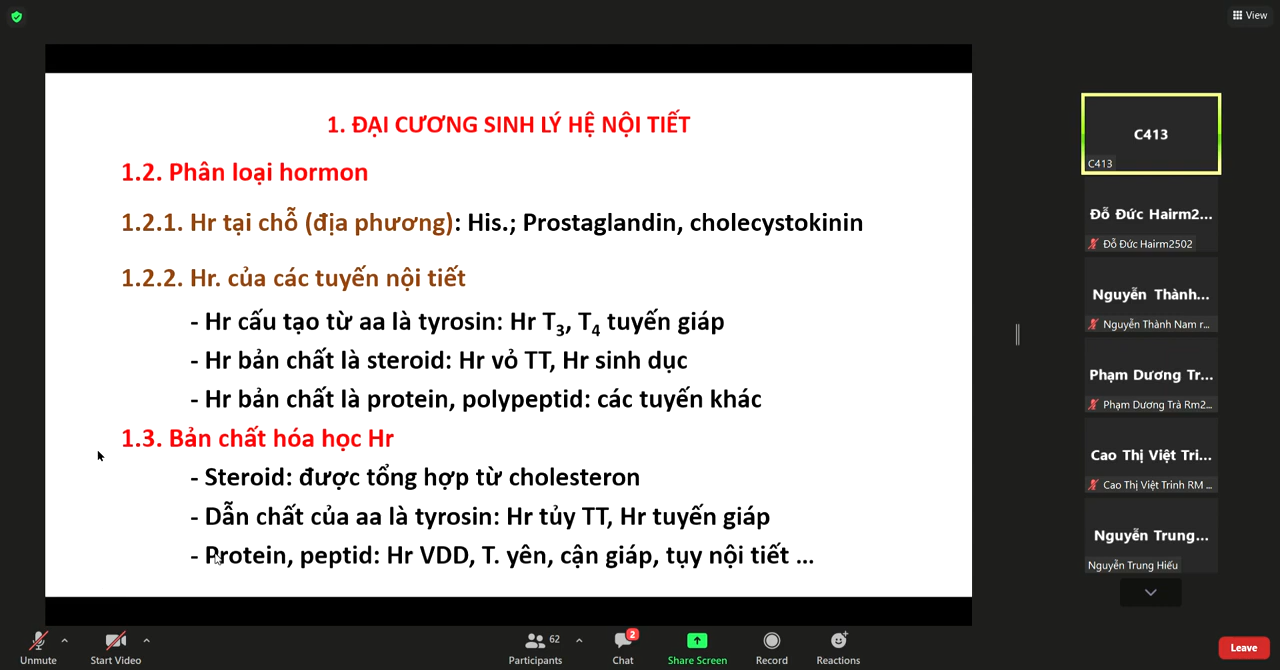 View
1. ĐẠI CƯƠNG SINH LÝ HỆ NỘI TIẾT
1.2. Phân loại hormon
1.2.1. Hr tại chỗ (địa phương): His.; Prostaglandin, cholecystokinin
1.2.2. Hr. của các tuyến nội tiết
- Hr cấu tạo từ aa là tyrosin: Hr T3, T4 tuyến giáp
- Hr bản chất là steroid: Hr vỏ TT, Hr sinh dục
- Hr bản chất là protein, polypeptid: các tuyến khác
1.3. Bản chất hóa học Hr
- Steroid: được tổng hợp từ cholesteron
- Dẫn chất của aa là tyrosin: Hr tủy TT, Hr tuyến giáp
- Protein, peptid: Hr VDD, T. yên, cận giáp, tụy nội tiết ...
C413
C413
Đỗ Đức Hairm2...
Đỗ Đức Hairm2502
Nguyễn Thành...
Nguyễn Thành Nam r...
Phạm Dương Tr...
Phạm Dương Trà Rm2...
Cao Thị Việt Tri...
Cao Thị Việt Trinh RM ...
Nguyễn Trung...
Nguyễn Trung Hiếu
Unmute
Start Video
Participants 62
Chat 2
Share Screen
Record
Reactions
Leave